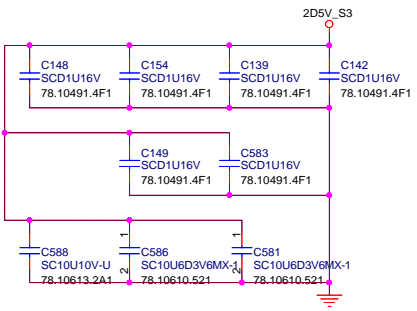 2D5V_S3
C148
SCD1U16V
78.10491.4F1
C154
SCD1U16V
78.10491.4F1
C139
SCD1U16V
78.10491.4F1
C142
SCD1U16V
78.10491.4F1
C149
SCD1U16V
78.10491.4F1
C583
SCD1U16V
78.10491.4F1
C588
SC10U10V-U
78.10613.2A1
1
C586
SC10U6D3V6MX-1
2
78.10610.521
1
C581
SC10U6D3V6MX-1
2
78.10610.521